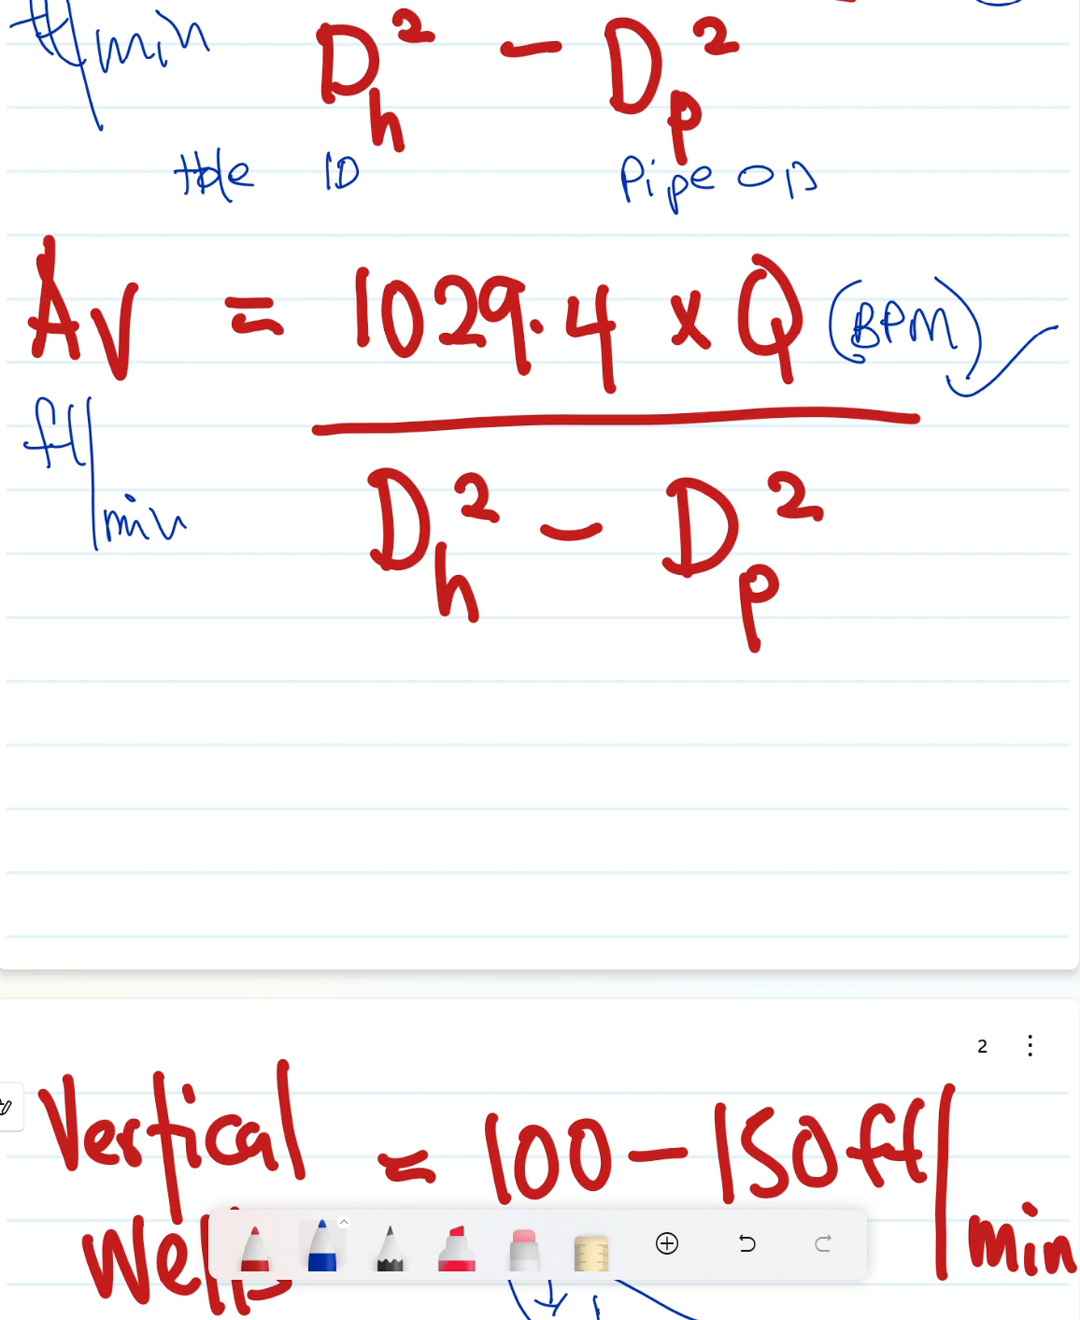 ft/min D_h² - D_p²
Hole ID Pipe OD
AV = 1029.4 x Q (BPM)
ft/min
D_h² - D_p²
2
Vertical = 100-150 ft/min
Wells